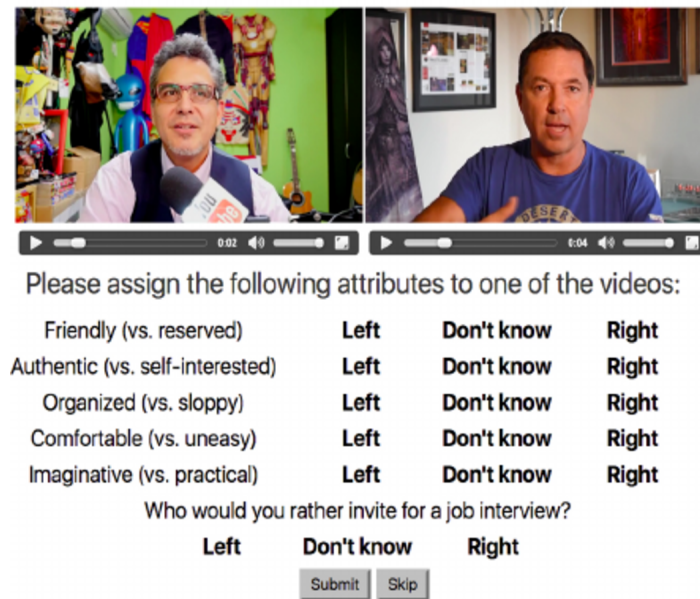 You
Tube
DESERT
0:02
0:04
Please assign the following attributes to one of the videos:
Friendly (vs. reserved) Left Don't know Right
Authentic (vs. self-interested) Left Don't know Right
Organized (vs. sloppy) Left Don't know Right
Comfortable (vs. uneasy) Left Don't know Right
Imaginative (vs. practical) Left Don't know Right
Who would you rather invite for a job interview?
Left Don't know Right
Submit Skip